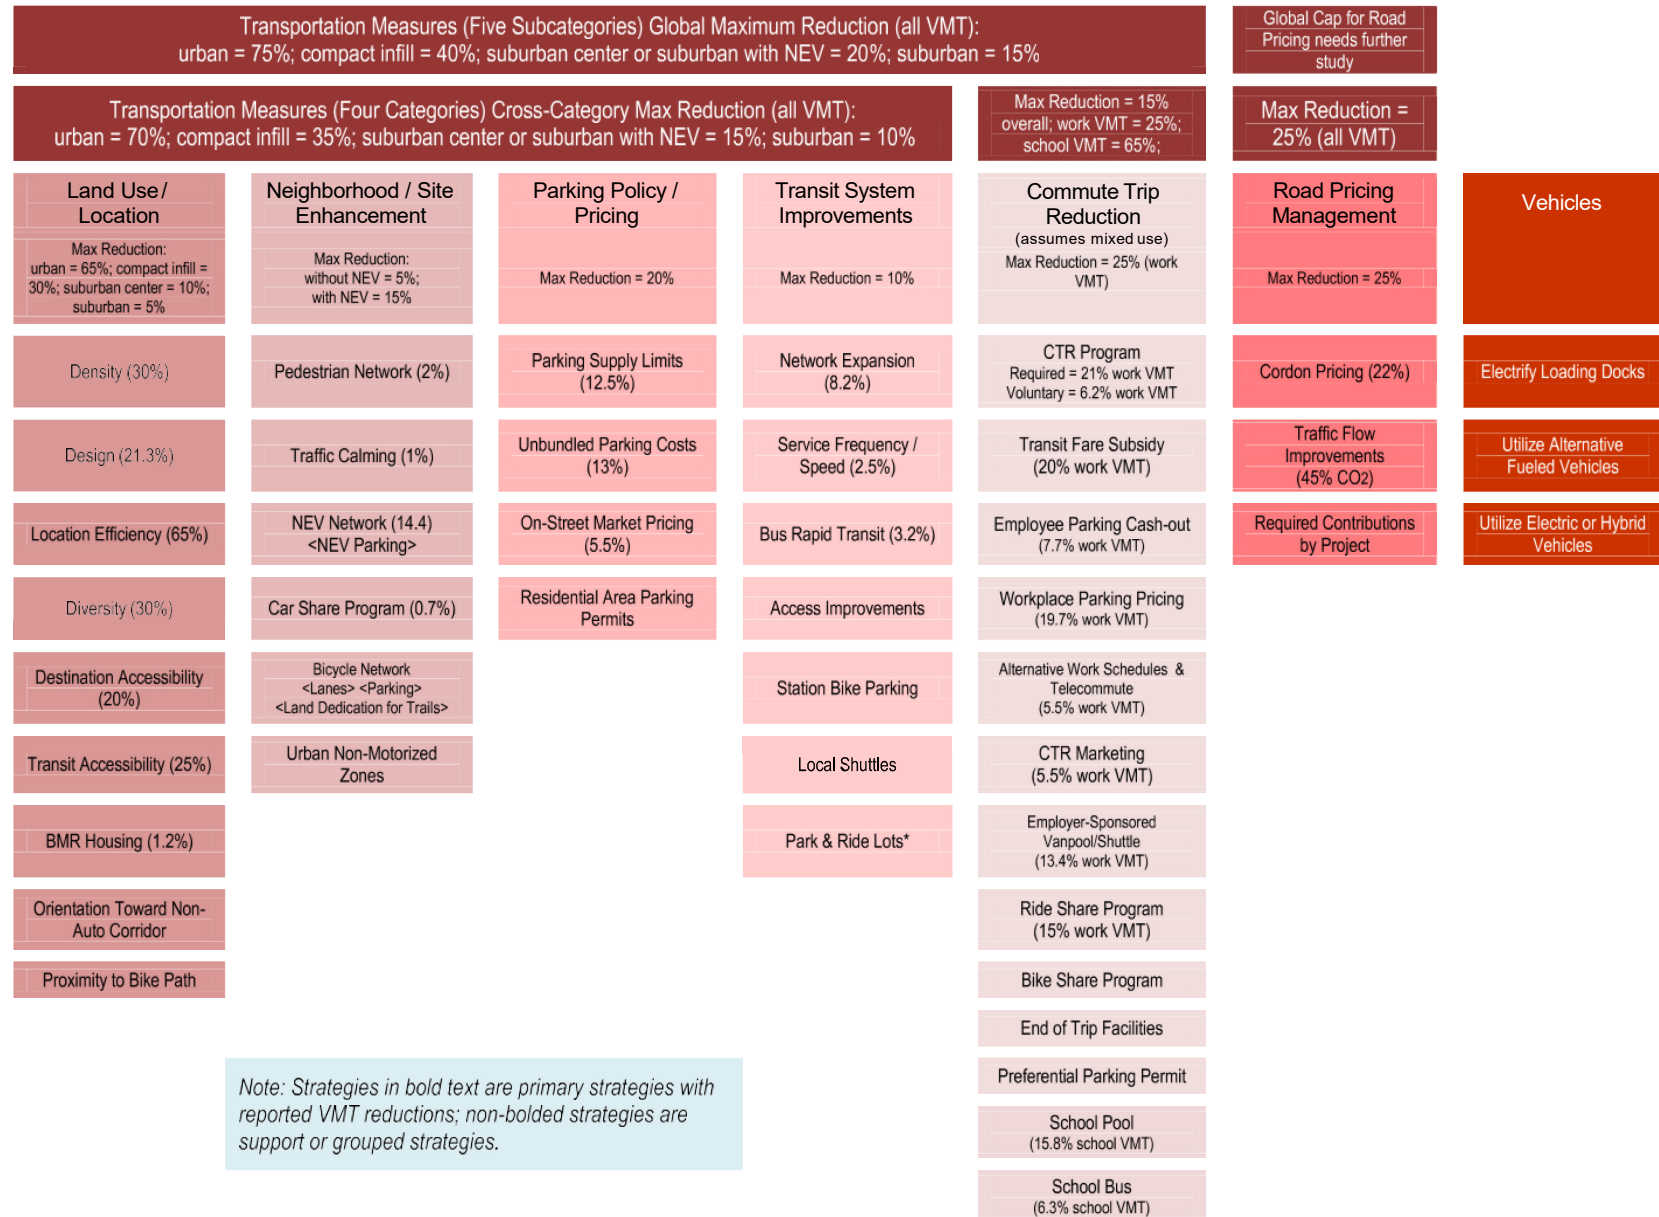 Transportation Measures (Five Subcategories) Global Maximum Reduction (all VMT):
urban = 75%; compact infill = 40%; suburban center or suburban with NEV = 20%; suburban = 15%
Global Cap for Road
Pricing needs further
study
Transportation Measures (Four Categories) Cross-Category Max Reduction (all VMT):
urban = 70%; compact infill = 35%; suburban center or suburban with NEV = 15%; suburban = 10%
Max Reduction = 15%
overall; work VMT = 25%;
school VMT = 65%;
Max Reduction =
25% (all VMT)
Land Use /
Location
Max Reduction:
urban = 65%; compact infill =
30%; suburban center = 10%;
suburban = 5%
Density (30%)
Design (21.3%)
Location Efficiency (65%)
Diversity (30%)
Destination Accessibility
(20%)
Transit Accessibility (25%)
BMR Housing (1.2%)
Orientation Toward Non-
Auto Corridor
Proximity to Bike Path
Neighborhood / Site
Enhancement
Max Reduction:
without NEV = 5%;
with NEV = 15%
Pedestrian Network (2%)
Traffic Calming (1%)
NEV Network (14.4)
<NEV Parking>
Car Share Program (0.7%)
Bicycle Network
<Lanes> <Parking>
<Land Dedication for Trails>
Urban Non-Motorized
Zones
Parking Policy /
Pricing
Max Reduction = 20%
Parking Supply Limits
(12.5%)
Unbundled Parking Costs
(13%)
On-Street Market Pricing
(5.5%)
Residential Area Parking
Permits
Transit System
Improvements
Max Reduction = 10%
Network Expansion
(8.2%)
Service Frequency /
Speed (2.5%)
Bus Rapid Transit (3.2%)
Access Improvements
Station Bike Parking
Local Shuttles
Park & Ride Lots*
Commute Trip
Reduction
(assumes mixed use)
Max Reduction = 25% (work
VMT)
CTR Program
Required = 21% work VMT
Voluntary = 6.2% work VMT
Transit Fare Subsidy
(20% work VMT)
Employee Parking Cash-out
(7.7% work VMT)
Workplace Parking Pricing
(19.7% work VMT)
Alternative Work Schedules &
Telecommute
(5.5% work VMT)
CTR Marketing
(5.5% work VMT)
Employer-Sponsored
Vanpool/Shuttle
(13.4% work VMT)
Ride Share Program
(15% work VMT)
Bike Share Program
End of Trip Facilities
Preferential Parking Permit
School Pool
(15.8% school VMT)
School Bus
(6.3% school VMT)
Road Pricing
Management
Max Reduction = 25%
Cordon Pricing (22%)
Traffic Flow
Improvements
(45% CO2)
Required Contributions
by Project
Vehicles
Electrify Loading Docks
Utilize Alternative
Fueled Vehicles
Utilize Electric or Hybrid
Vehicles
Note: Strategies in bold text are primary strategies with
reported VMT reductions; non-bolded strategies are
support or grouped strategies.